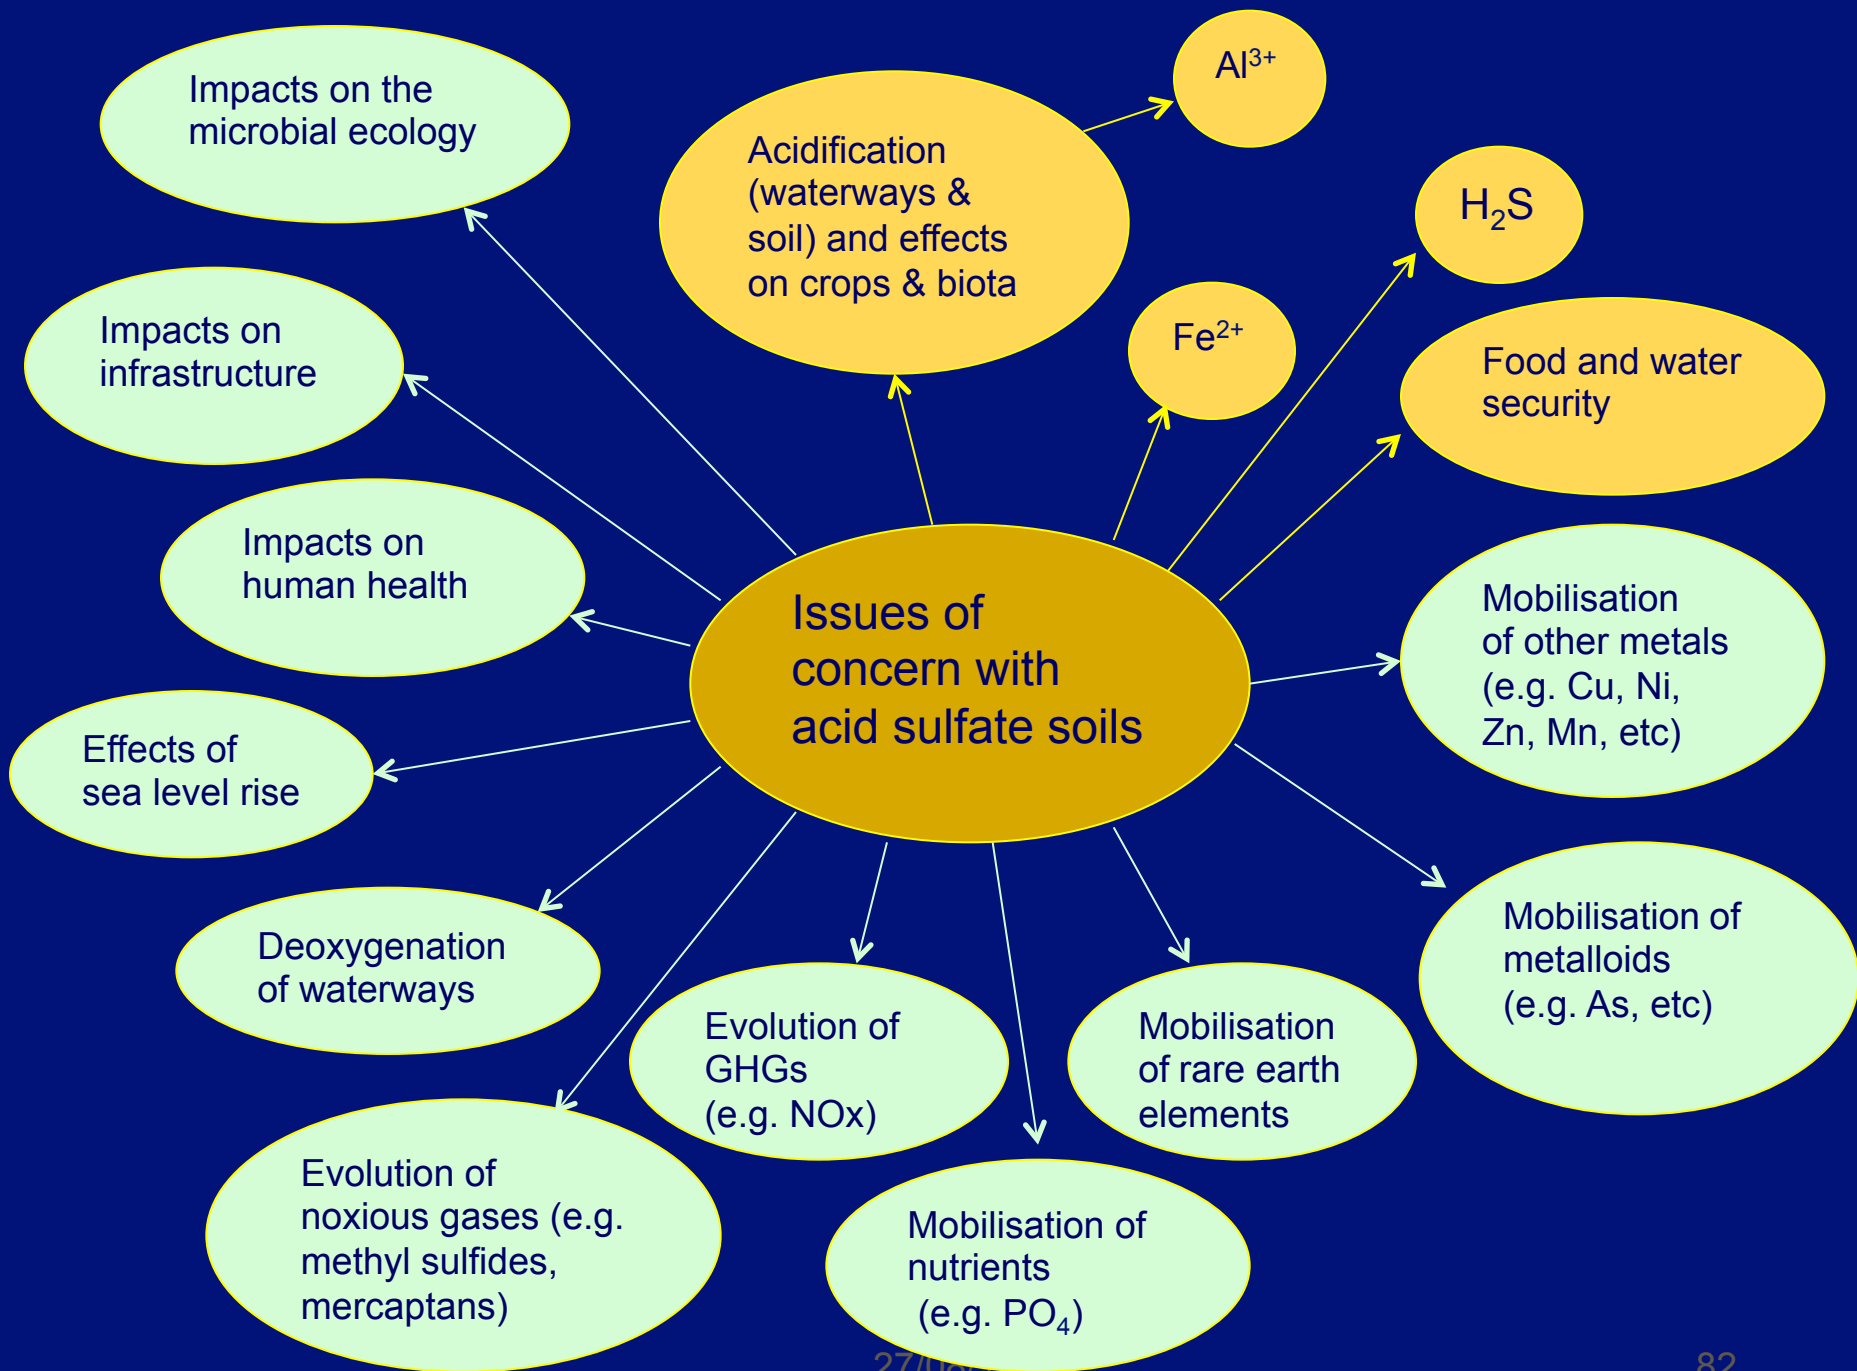 Impacts on the
microbial ecology
Acidification
(waterways &
soil) and effects
on crops & biota
Al³⁺
H₂S
Fe²⁺
Impacts on
infrastructure
Food and water
security
Impacts on
human health
Issues of
concern with
acid sulfate soils
Mobilisation
of other metals
(e.g. Cu, Ni,
Zn, Mn, etc)
Effects of
sea level rise
Deoxygenation
of waterways
Mobilisation of
metalloids
(e.g. As, etc)
Evolution of
GHGs
(e.g. NOx)
Mobilisation
of rare earth
elements
Evolution of
noxious gases (e.g.
methyl sulfides,
mercaptans)
Mobilisation of
nutrients
(e.g. PO₄)
82